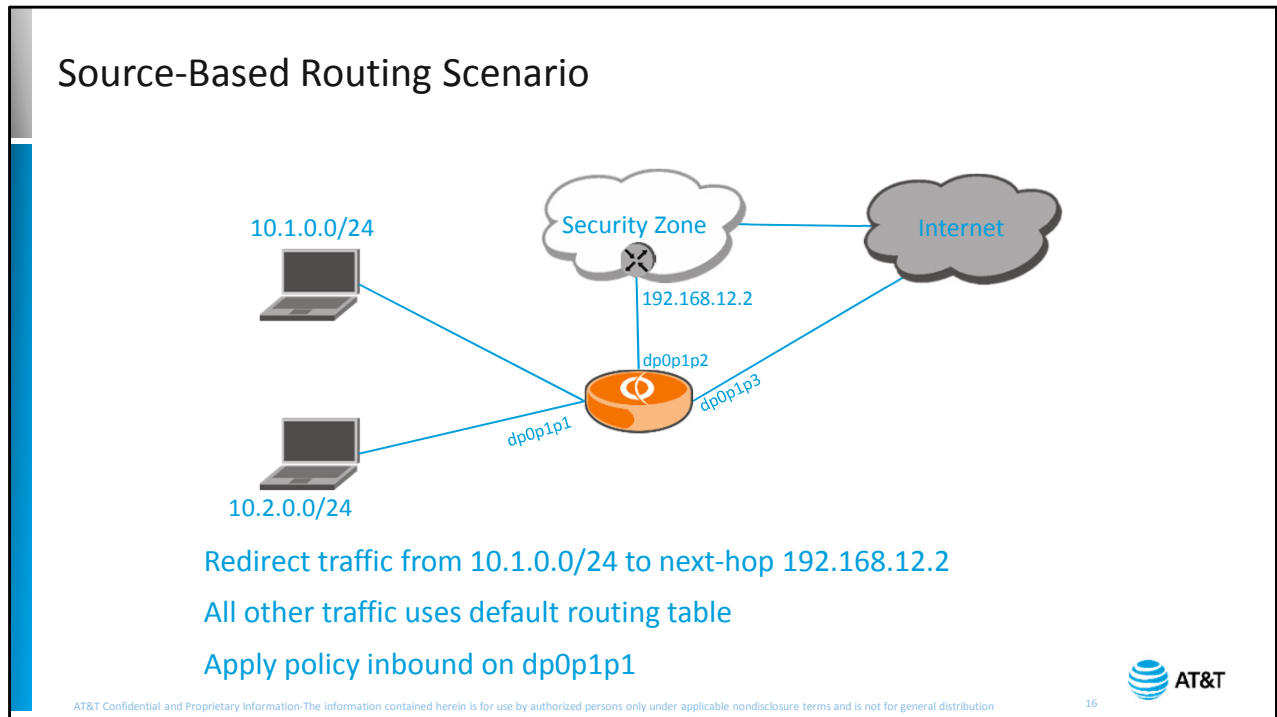 Source-Based Routing Scenario
10.1.0.0/24
Security Zone
Internet
192.168.12.2
dp0p1p2
dp0p1p3
dp0p1p1
10.2.0.0/24
Redirect traffic from 10.1.0.0/24 to next-hop 192.168.12.2
All other traffic uses default routing table
Apply policy inbound on dp0p1p1
AT&T
AT&T Confidential and Proprietary Information-The information contained herein is for use by authorized persons only under applicable nondisclosure terms and is not for general distribution
16